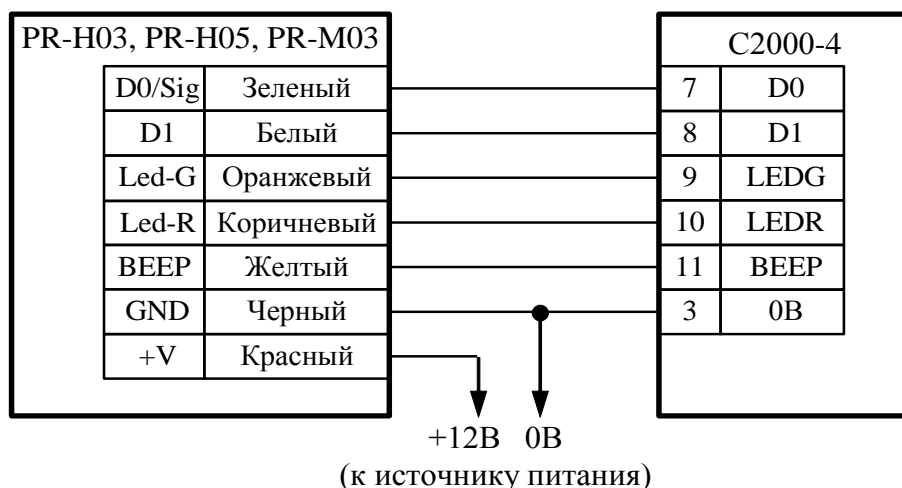 PR-H03, PR-H05, PR-M03
C2000-4
D0/Sig Зеленый 7 D0
D1 Белый 8 D1
Led-G Оранжевый 9 LEDG
Led-R Коричневый 10 LEDR
BEEP Желтый 11 BEEP
GND Черный 3 0В
+V Красный
+12В 0В
(к источнику питания)